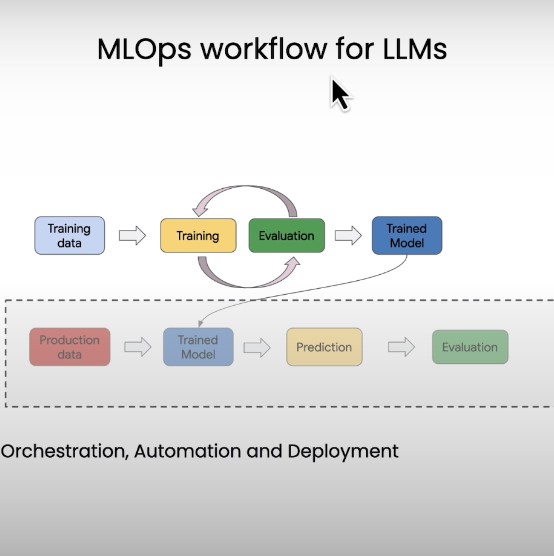 MLOps workflow for LLMs
Training
data
Training
Evaluation
Trained
Model
Production
data
Trained
Model
Prediction
Evaluation
Orchestration, Automation and Deployment